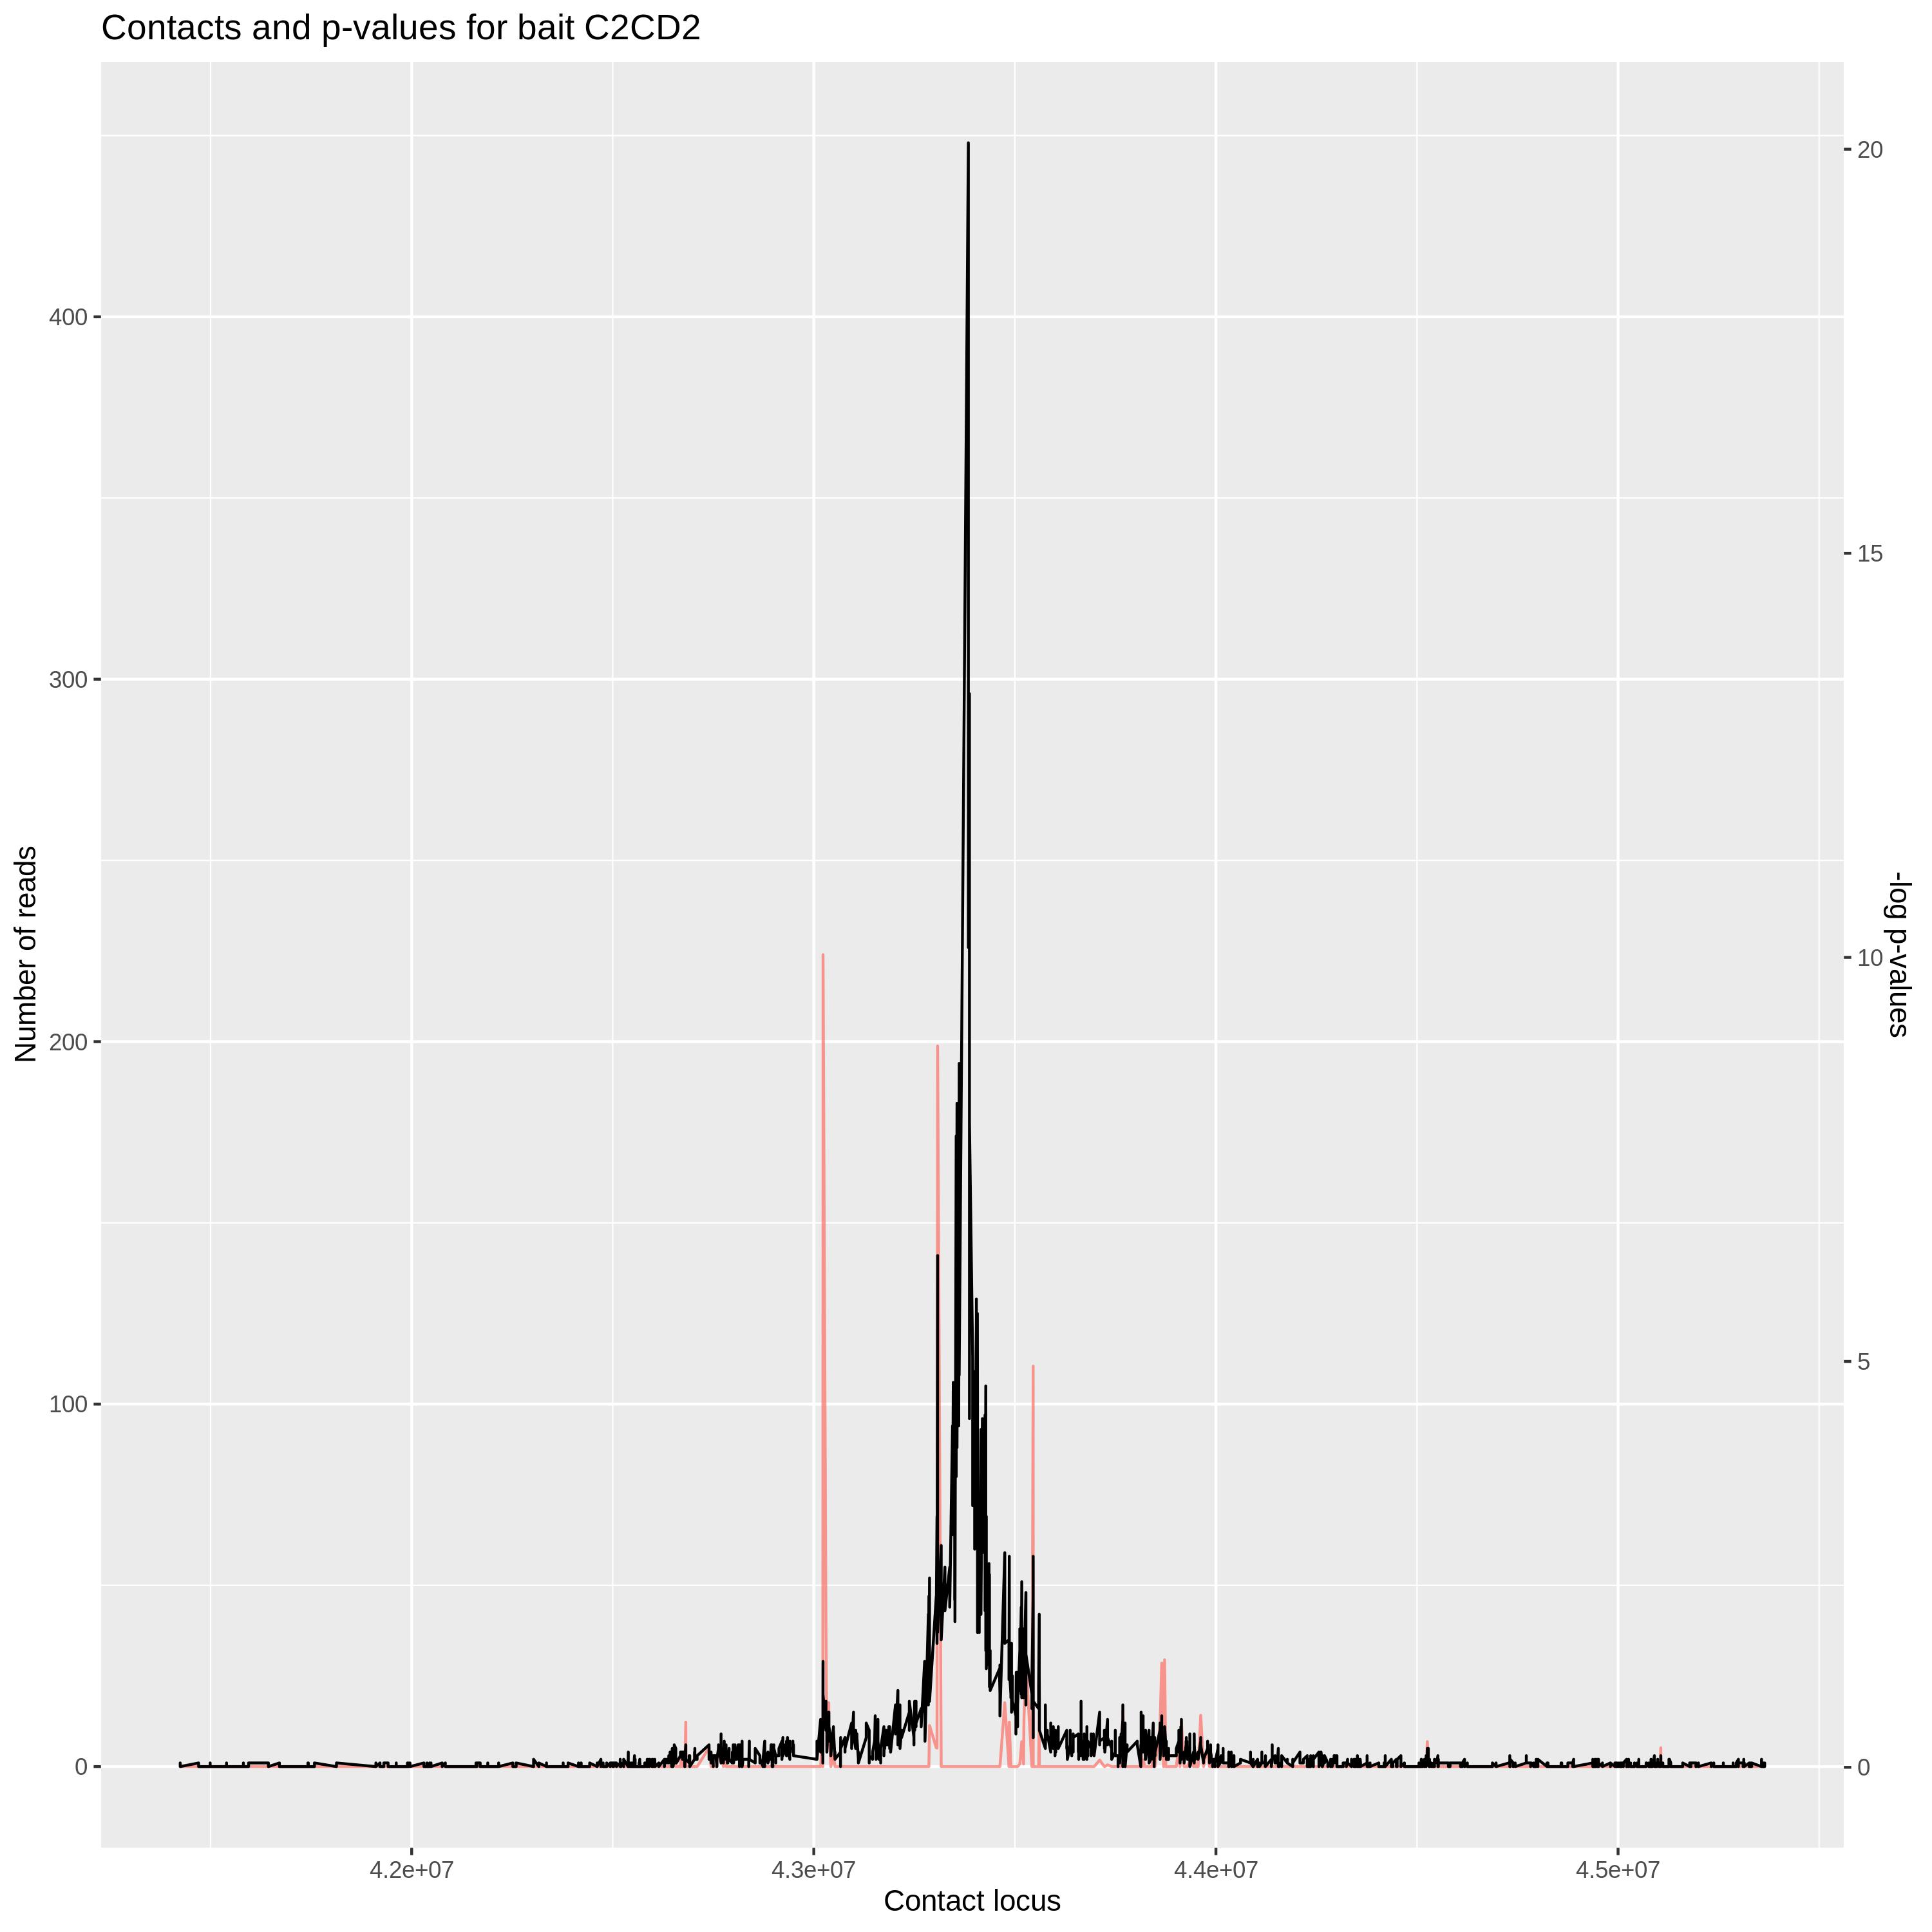 Contacts and p-values for bait C2CD2
Number of reads
400
300
200
100
0
20
15
10
5
0
-log p-values
4.2e+07 4.3e+07 4.4e+07 4.5e+07
Contact locus